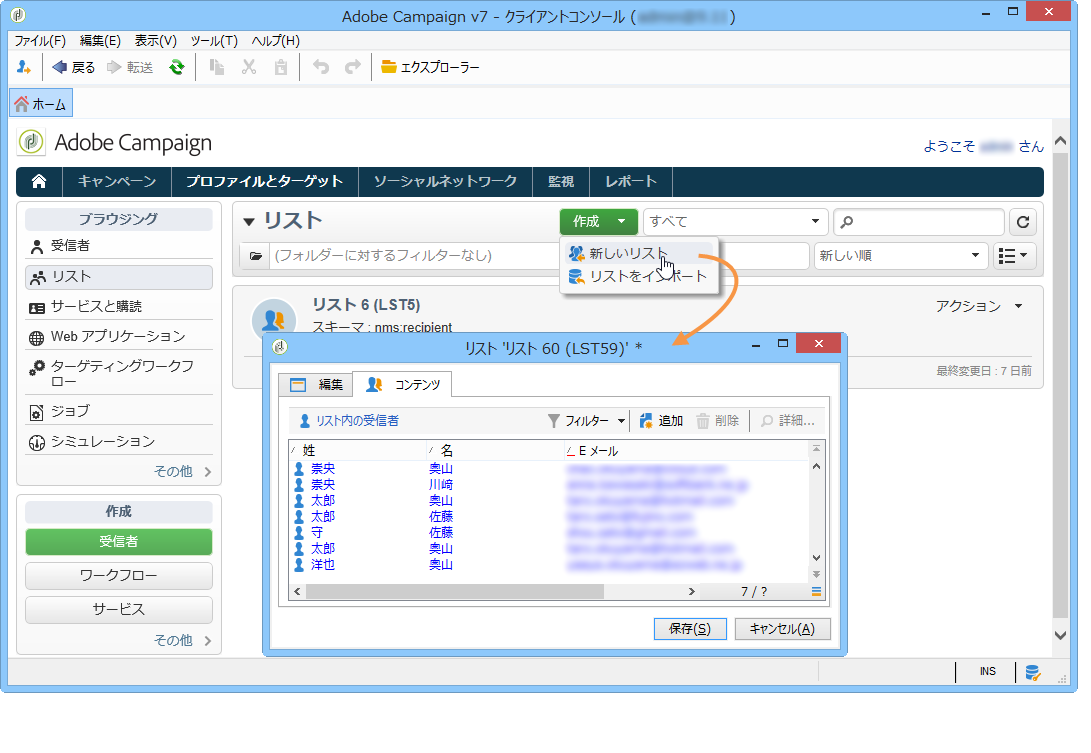 Adobe Campaign v7 - クライアントコンソール (
)
ファイル(F) 編集(E) 表示(V) ツール(T) ヘルプ(H)
戻る 転送 エクスプローラー
ホーム
Adobe Campaign
ようこそ さん
キャンペーン プロファイルとターゲット ソーシャルネットワーク 監視 レポート
ブラウジング
受信者
リスト
サービスと購読
Web アプリケーション
ターゲティングワークフ
ロー
ジョブ
シミュレーション
その他
作成
受信者
ワークフロー
サービス
その他
リスト 作成 すべて
(フォルダーに対するフィルターなし) 新しい順
新しいリスト
リストをインポート
リスト 6 (LST5) アクション
スキーマ : nms:recipient
最終変更日 : 7 日前
リスト 'リスト 60 (LST59)' *
編集 コンテンツ
リスト内の受信者 フィルター 追加 削除 詳細...
姓 名 E メール
崇央 奥山
崇央 川﨑
太郎 奥山
太郎 佐藤
守 佐藤
太郎 奥山
洋也 奥山
7 / ?
保存(S) キャンセル(A)
INS